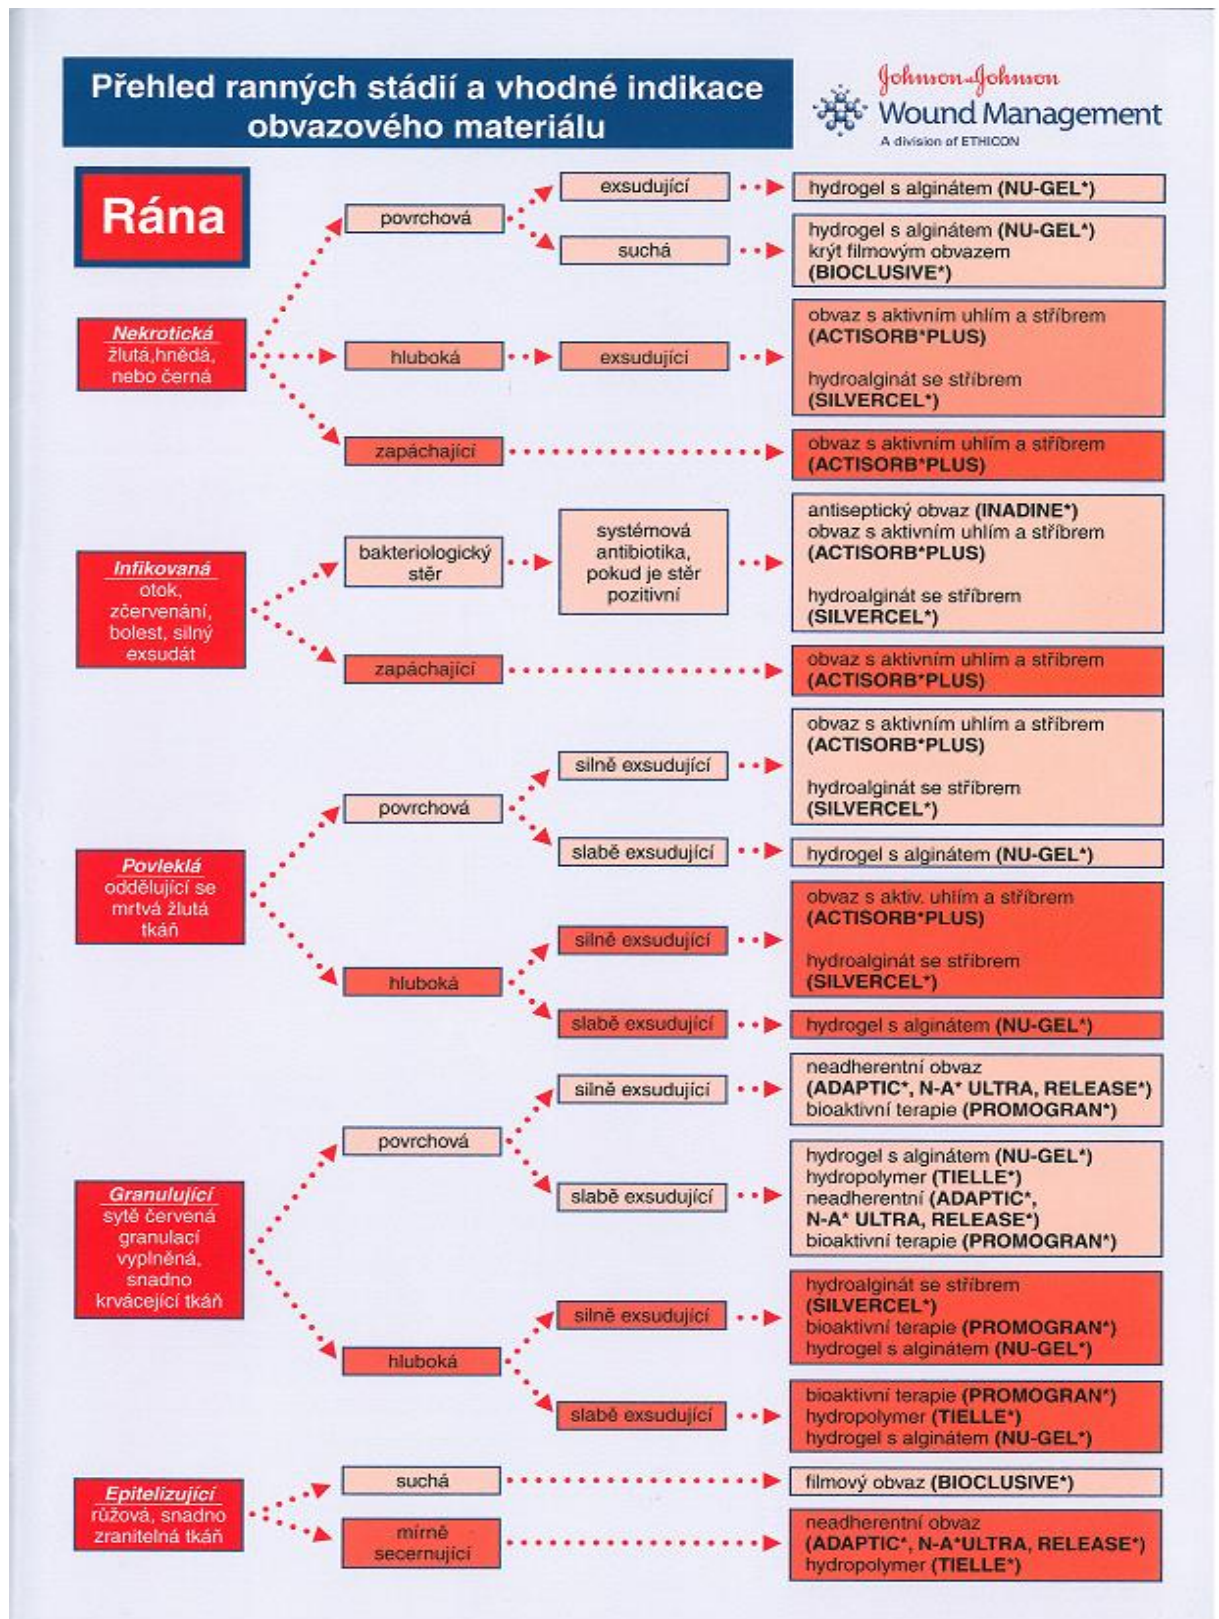 Přehled ranných stádií a vhodné indikace
obvazového materiálu
Johnson & Johnson
Wound Management
A division of ETHICON
Rána
Nekrotická
žlutá,hnědá,
nebo černá
povrchová
exsudující
hydrogel s alginátem (NU-GEL*)
suchá
hydrogel s alginátem (NU-GEL*)
krýt filmovým obvazem
(BIOCLUSIVE*)
hluboká
exsudující
obvaz s aktivním uhlím a stříbrem
(ACTISORB*PLUS)
hydroalginát se stříbrem
(SILVERCEL*)
zapáchající
obvaz s aktivním uhlím a stříbrem
(ACTISORB*PLUS)
Infikovaná
otok,
zčervenání,
bolest, silný
exsudát
bakteriologický
stěr
systémová
antibiotika,
pokud je stěr
pozitivní
antiseptický obvaz (INADINE*)
obvaz s aktivním uhlím a stříbrem
(ACTISORB*PLUS)
hydroalginát se stříbrem
(SILVERCEL*)
zapáchající
obvaz s aktivním uhlím a stříbrem
(ACTISORB*PLUS)
Povleklá
oddělující se
mrtvá žlutá
tkáň
povrchová
silně exsudující
obvaz s aktivním uhlím a stříbrem
(ACTISORB*PLUS)
hydroalginát se stříbrem
(SILVERCEL*)
slabě exsudující
hydrogel s alginátem (NU-GEL*)
hluboká
silně exsudující
obvaz s aktiv. uhlím a stříbrem
(ACTISORB*PLUS)
hydroalginát se stříbrem
(SILVERCEL*)
slabě exsudující
hydrogel s alginátem (NU-GEL*)
Granulující
sytě červená
granulací
vyplněná,
snadno
krvácející tkáň
povrchová
silně exsudující
neadherentní obvaz
(ADAPTIC*, N-A* ULTRA, RELEASE*)
bioaktivní terapie (PROMOGRAN*)
slabě exsudující
hydrogel s alginátem (NU-GEL*)
hydropolymer (TIELLE*)
neadherentní (ADAPTIC*,
N-A* ULTRA, RELEASE*)
bioaktivní terapie (PROMOGRAN*)
hluboká
silně exsudující
hydroalginát se stříbrem
(SILVERCEL*)
bioaktivní terapie (PROMOGRAN*)
hydrogel s alginátem (NU-GEL*)
slabě exsudující
bioaktivní terapie (PROMOGRAN*)
hydropolymer (TIELLE*)
hydrogel s alginátem (NU-GEL*)
Epitelizující
růžová, snadno
zranitelná tkáň
suchá
filmový obvaz (BIOCLUSIVE*)
mírně
secernující
neadherentní obvaz
(ADAPTIC*, N-A*ULTRA, RELEASE*)
hydropolymer (TIELLE*)